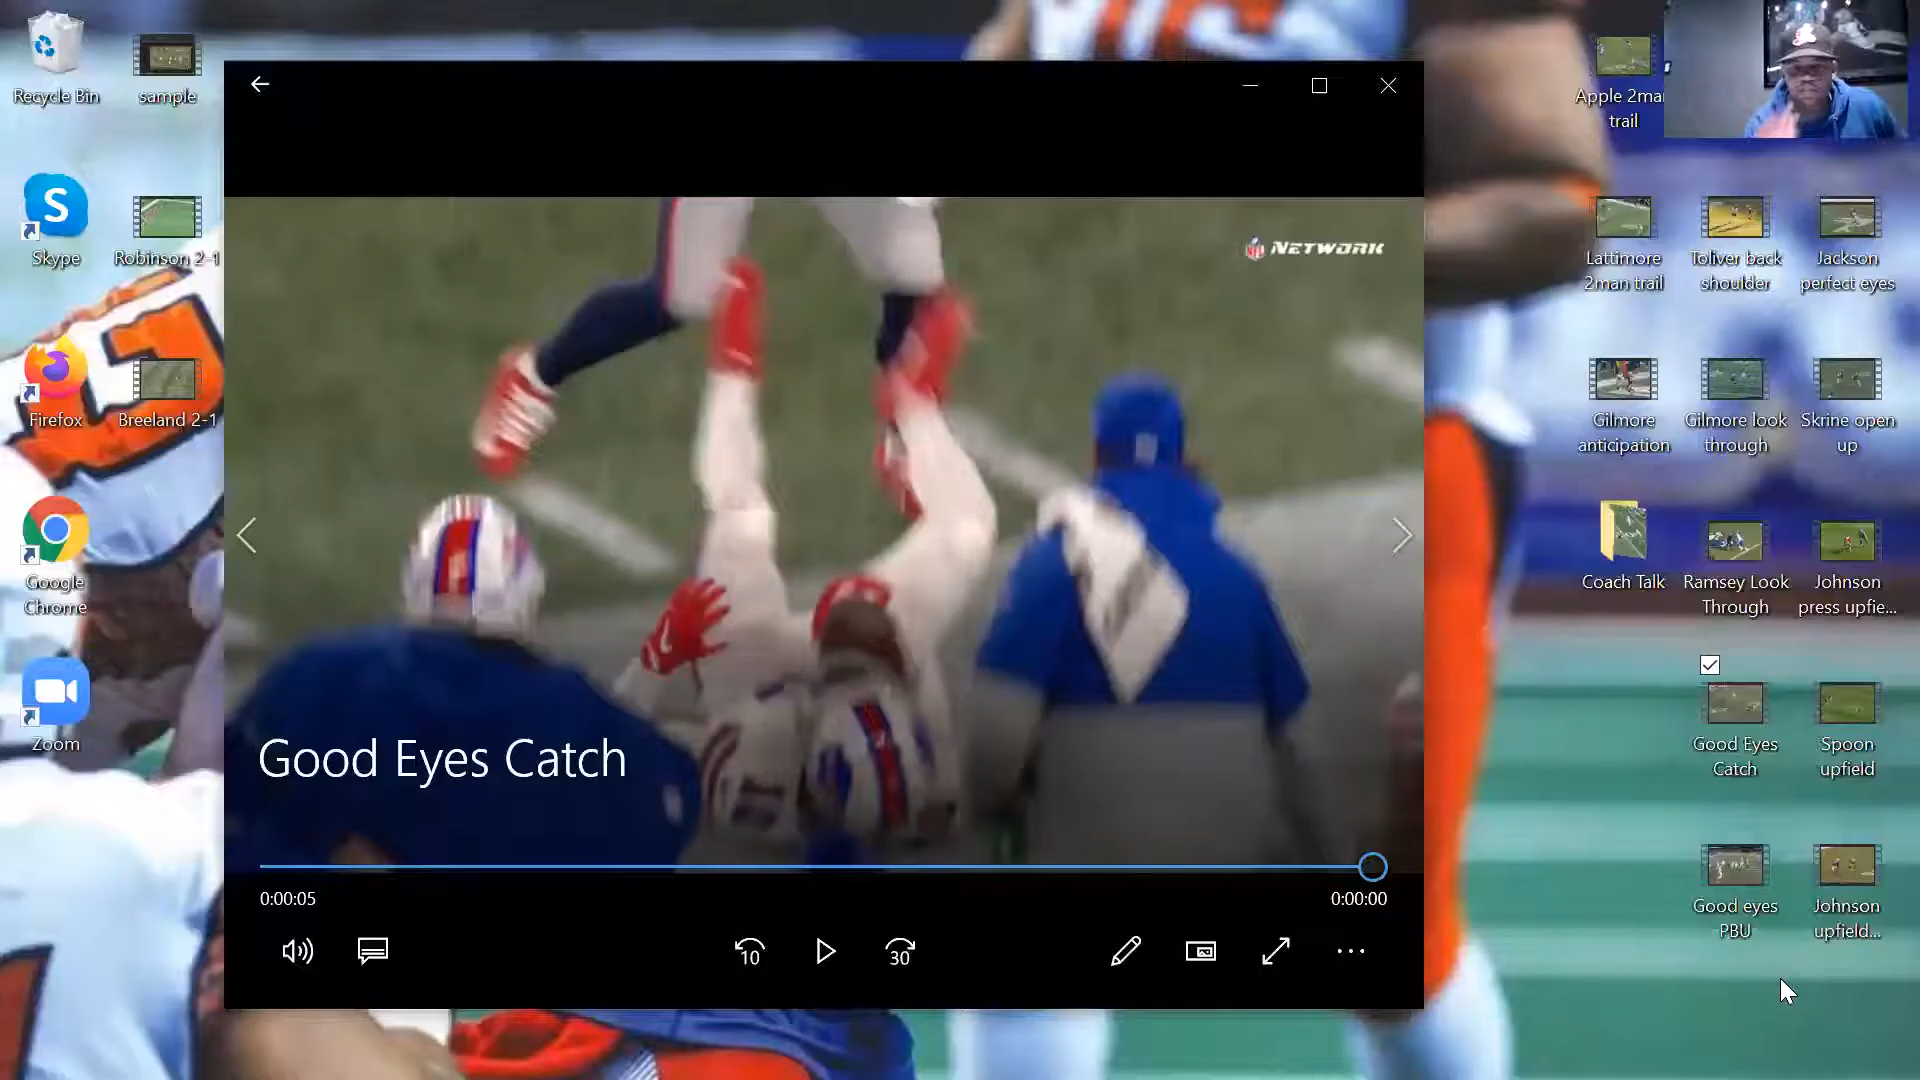 Recycle Bin
sample
Skype
Robinson 2-1
Firefox
Breeland 2-1
Google
Chrome
Zoom
NETWORK
Good Eyes Catch
0:00:05
0:00:00
10
30
Apple 2man
trail
Lattimore
2man trail
Toliver back
shoulder
Jackson
perfect eyes
Gilmore
anticipation
Gilmore look
through
Skrine open
up
Coach Talk
Ramsey Look
Through
Johnson
press upfie...
Good Eyes
Catch
Spoon
upfield
Good eyes
PBU
Johnson
upfield...